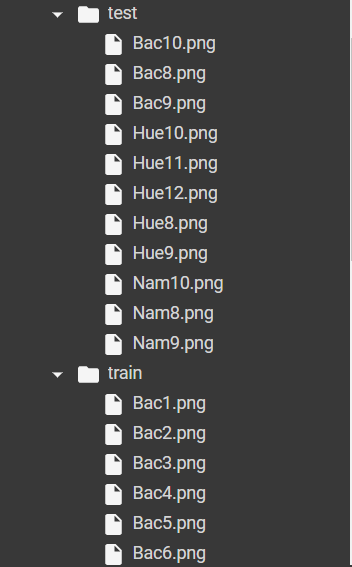 test
Bac10.png
Bac8.png
Bac9.png
Hue10.png
Hue11.png
Hue12.png
Hue8.png
Hue9.png
Nam10.png
Nam8.png
Nam9.png
train
Bac1.png
Bac2.png
Bac3.png
Bac4.png
Bac5.png
Bac6.png